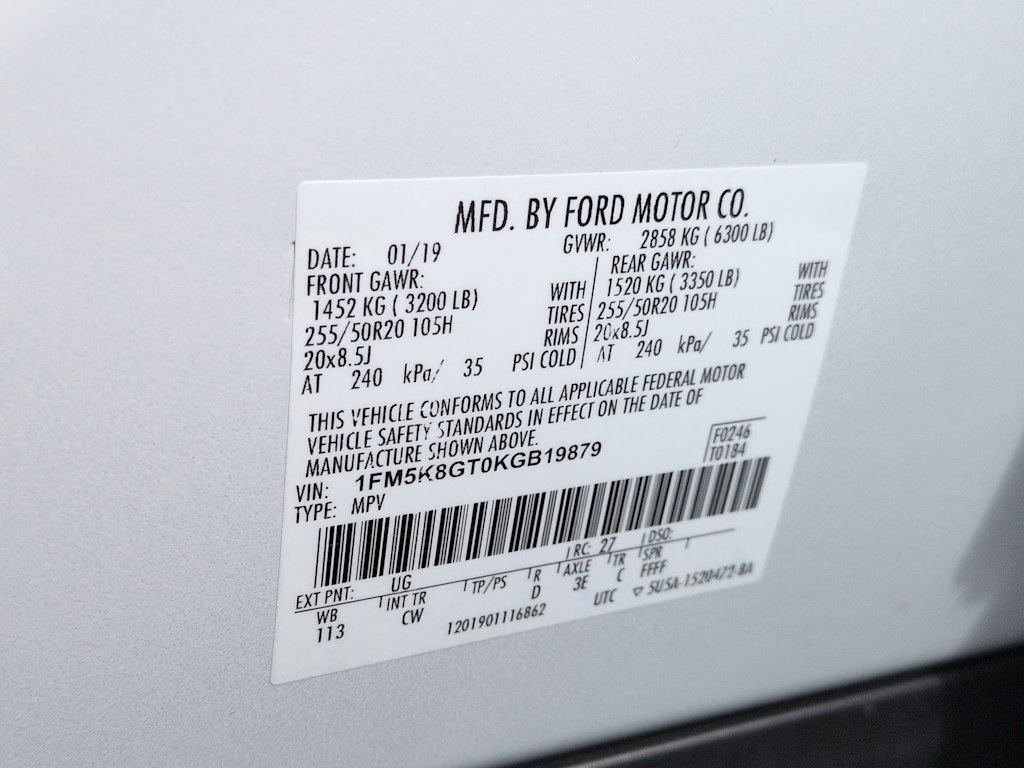 MFD. BY FORD MOTOR CO.
DATE: 01/19 GVWR: 2858 KG ( 6300 LB)
FRONT GAWR: REAR GAWR:
1452 KG ( 3200 LB) WITH 1520 KG ( 3350 LB) WITH
255/50R20 105H TIRES 255/50R20 105H TIRES
20x8.5J RIMS 20x8.5J RIMS
AT 240 kPa/ 35 PSI COLD AT 240 kPa/ 35 PSI COLD
THIS VEHICLE CONFORMS TO ALL APPLICABLE FEDERAL MOTOR
VEHICLE SAFETY STANDARDS IN EFFECT ON THE DATE OF
MANUFACTURE SHOWN ABOVE.
VIN: 1FM5K8GT0KGB19879 F0246
TYPE: MPV T0184
EXT PNT: UG RC: 27 DSO:
WB INT TR TP/PS R AXLE TR SPR
113 CW D 3E C FFFF
1201901116862 UTC ▽ 5U5A-1520472-BA